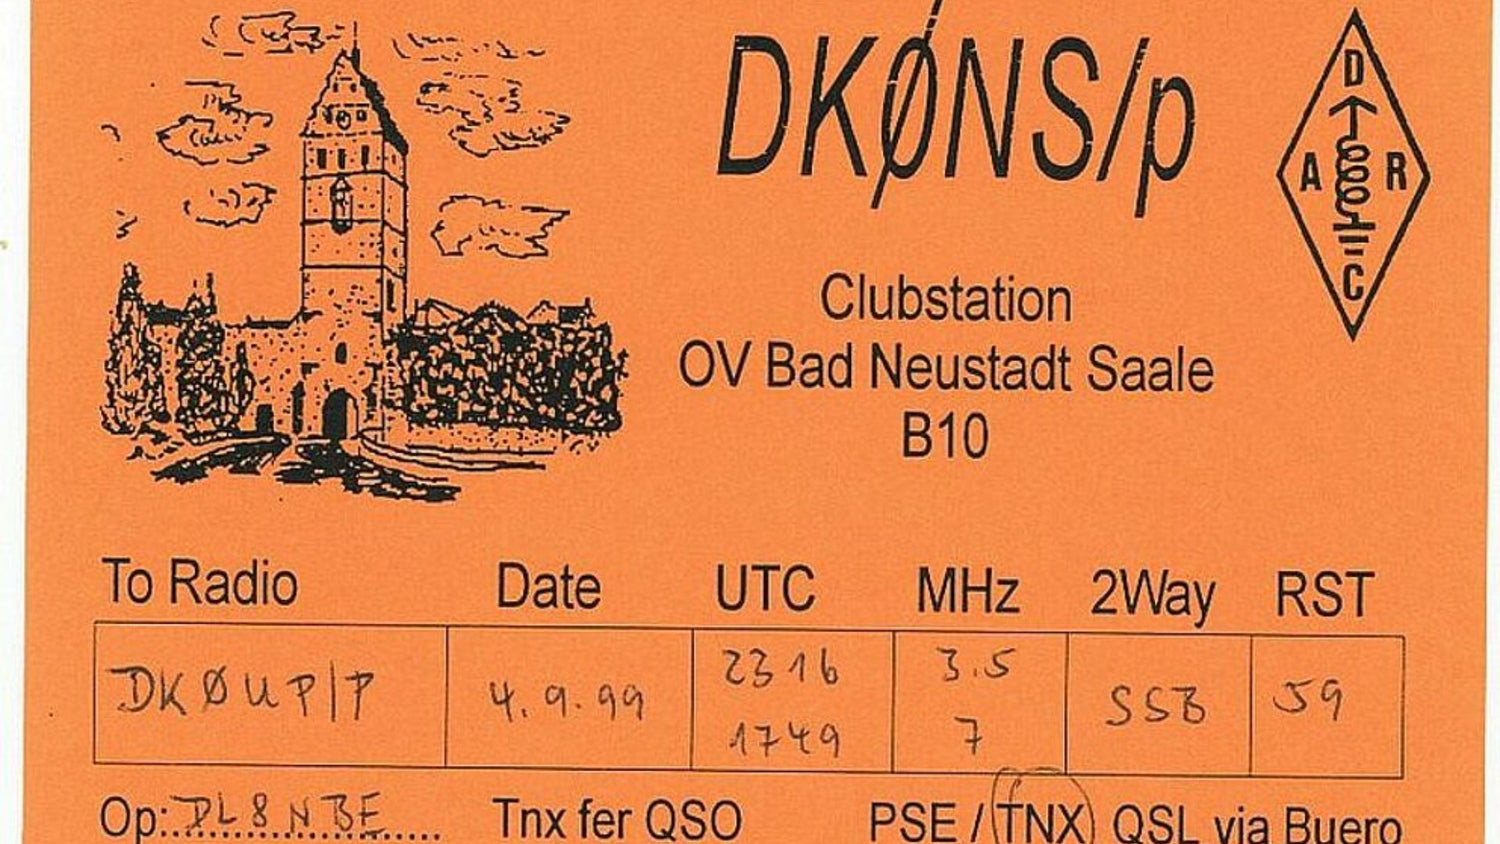 DKØNS/p
D
A R
C
Clubstation
OV Bad Neustadt Saale
B10
To Radio Date UTC MHz 2Way RST
DKØUP/P 4.9.99 2316 3.5 SSB 59
1749 7
Op: DL8NBE Tnx fer QSO PSE / TNX QSL via Buero